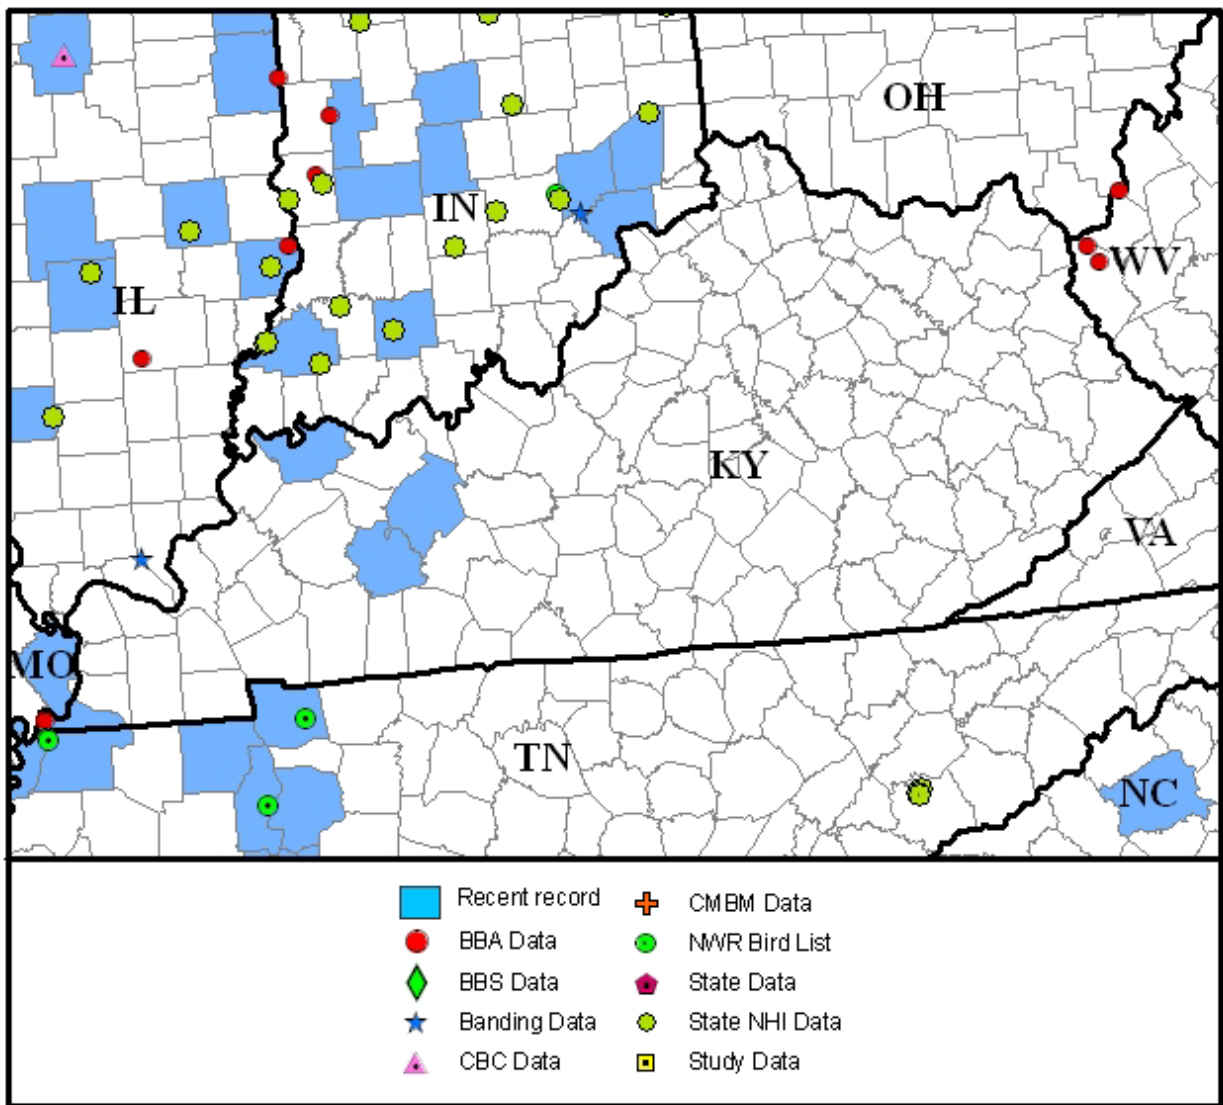 OH
IN
WV
IL
KY
VA
MO
TN
NC
Recent record
CMBM Data
BBA Data
NWR Bird List
BBS Data
State Data
Banding Data
State NHI Data
CBC Data
Study Data